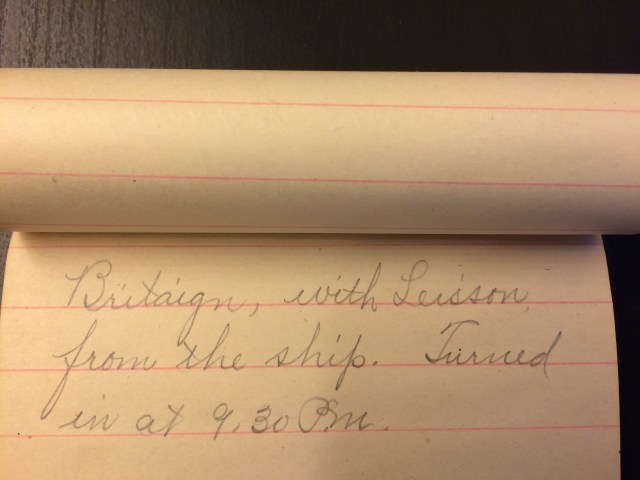 Britaign, with Leisson,
from the ship. Turned
in at 9.30 P.m.